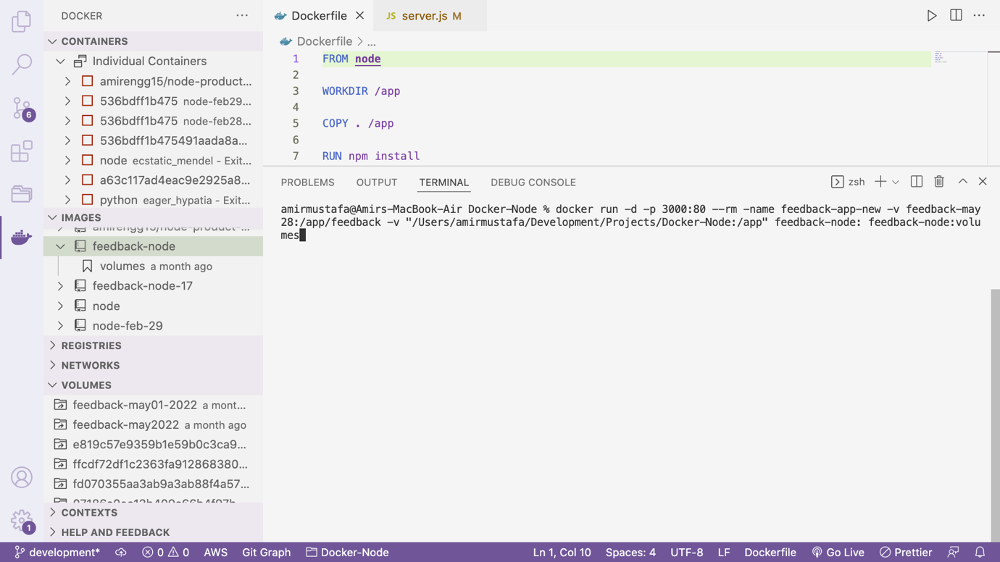 DOCKER
CONTAINERS
Individual Containers
amirengg15/node-product...
536bdff1b475 node-feb29...
536bdff1b475 node-feb28...
536bdff1b475491aada8a...
node ecstatic_mendel - Exit...
a63c117ad4eac9e2925a8...
python eager_hypatia - Exit...
IMAGES
amirengg15/node-product-...
feedback-node
volumes a month ago
feedback-node-17
node
node-feb-29
REGISTRIES
NETWORKS
VOLUMES
feedback-may01-2022 a mont...
feedback-may2022 a month ago
e819c57e9359b1e59b0c3ca9...
ffcdf72df1c2363fa912868380...
fd070355aa3ab9a3ab88f4a57...
CONTEXTS
HELP AND FEEDBACK
6
1
Dockerfile
JS server.js M
Dockerfile > ...
1 FROM node
2
3 WORKDIR /app
4
5 COPY . /app
6
7 RUN npm install
PROBLEMS OUTPUT TERMINAL DEBUG CONSOLE
zsh
amirmustafa@Amirs-MacBook-Air Docker-Node % docker run -d -p 3000:80 --rm -name feedback-app-new -v feedback-may
28:/app/feedback -v "/Users/amirmustafa/Development/Projects/Docker-Node:/app" feedback-node: feedback-node:volu
mes
development* 0 0 AWS Git Graph Docker-Node Ln 1, Col 10 Spaces: 4 UTF-8 LF Dockerfile Go Live Prettier